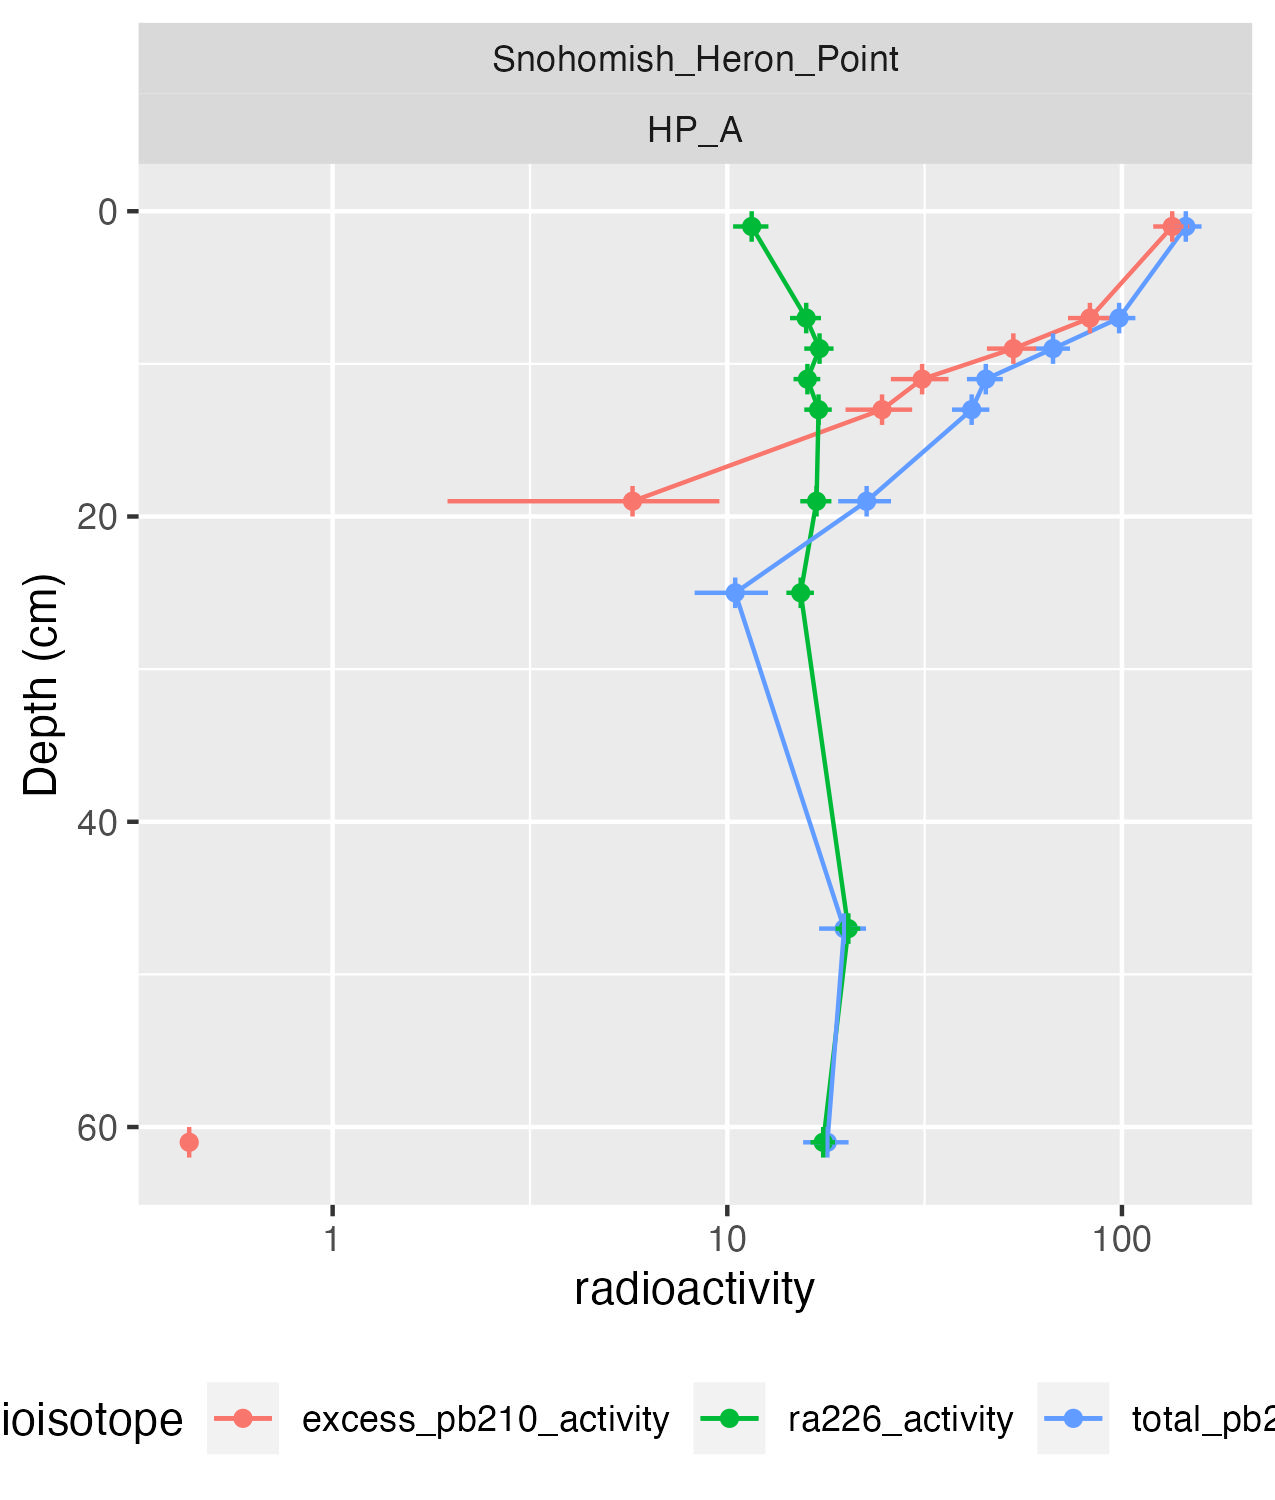 Snohomish_Heron_Point
HP_A
0
20
40
60
Depth (cm)
1 10 100
radioactivity
ioisotope excess_pb210_activity ra226_activity total_pb2